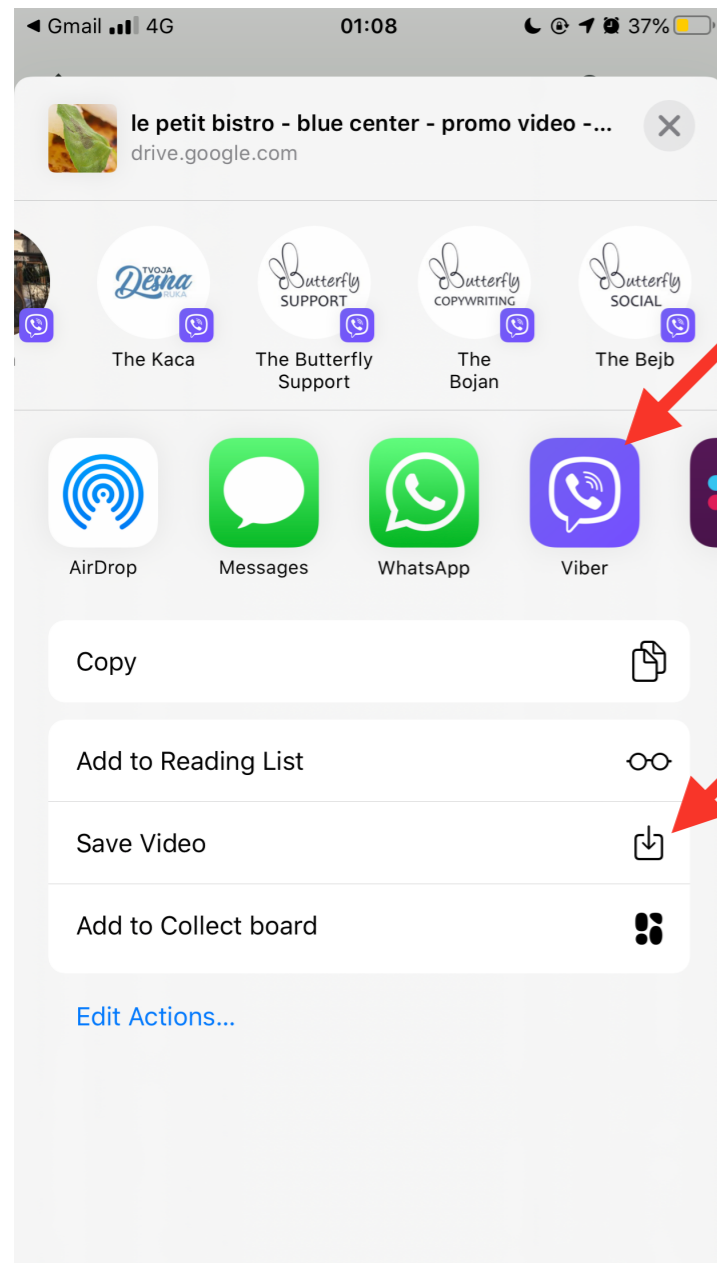 Gmail 4G 01:08 37%
le petit bistro - blue center - promo video -...
drive.google.com
TVOJA
Desna
RUKA
Butterfly
SUPPORT
Butterfly
COPYWRITING
Butterfly
SOCIAL
The Kaca
The Butterfly
Support
The
Bojan
The Bejb
AirDrop
Messages
WhatsApp
Viber
Copy
Add to Reading List
Save Video
Add to Collect board
Edit Actions...